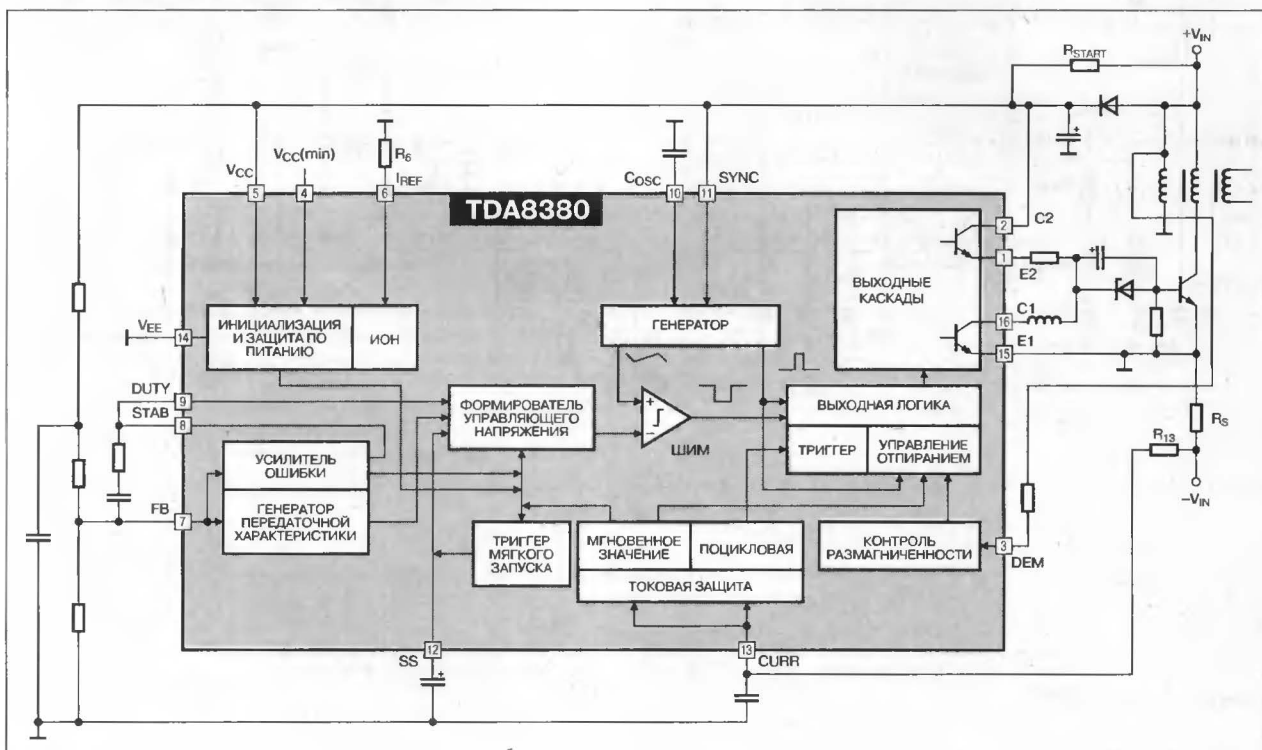 +V_IN
R_START
V_CC(min)
R_6
V_CC
I_REF
C_OSC
SYNC
5
4
6
10
11
TDA8380
2
C2
1
E2
ВЫХОДНЫЕ
КАСКАДЫ
C1
16
E1
15
V_EE
14
ИНИЦИАЛИЗАЦИЯ
И ЗАЩИТА ПО
ПИТАНИЮ
ИОН
ГЕНЕРАТОР
DUTY
9
STAB
8
ФОРМИРОВАТЕЛЬ
УПРАВЛЯЮЩЕГО
НАПРЯЖЕНИЯ
+
−
ШИМ
ВЫХОДНАЯ ЛОГИКА
ТРИГГЕР
УПРАВЛЕНИЕ
ОТПИРАНИЕМ
R_S
R_13
−V_IN
УСИЛИТЕЛЬ
ОШИБКИ
ГЕНЕРАТОР
ПЕРЕДАТОЧНОЙ
ХАРАКТЕРИСТИКИ
FB
7
ТРИГГЕР
МЯГКОГО
ЗАПУСКА
МГНОВЕННОЕ
ЗНАЧЕНИЕ
ПОЦИКЛОВАЯ
ТОКОВАЯ ЗАЩИТА
КОНТРОЛЬ
РАЗМАГНИЧЕННОСТИ
3
DEM
12
SS
13
CURR